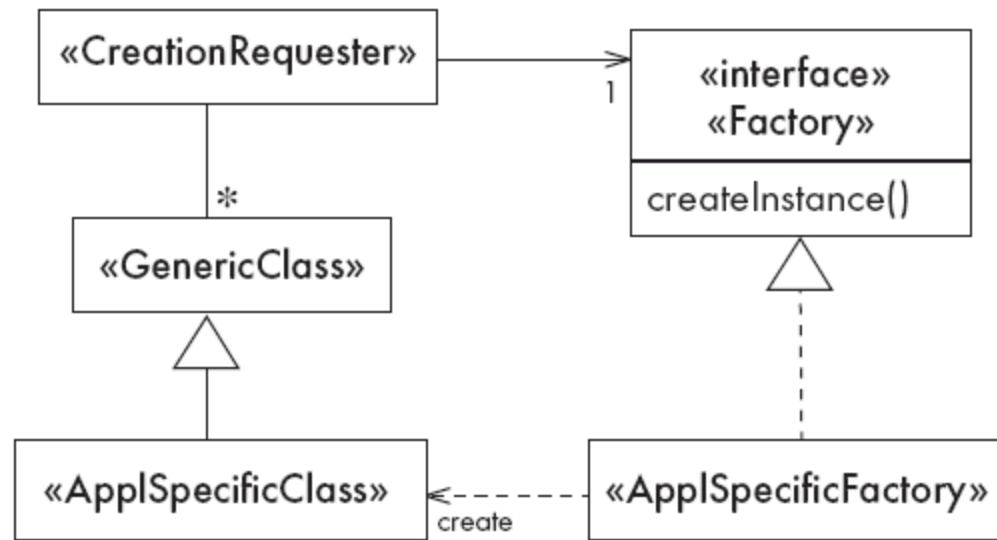 «CreationRequester»
1
«interface»
«Factory»
createInstance()
*
«GenericClass»
«ApplSpecificClass»
create
«ApplSpecificFactory»